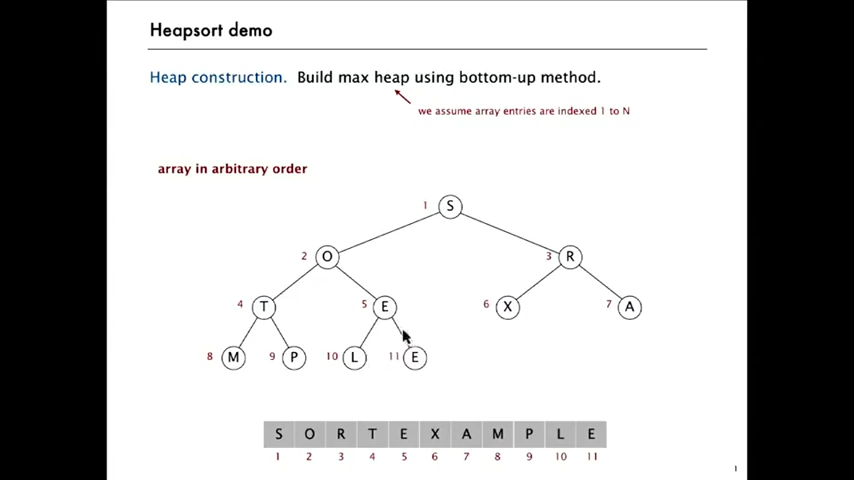 Heapsort demo
Heap construction. Build max heap using bottom-up method.
we assume array entries are indexed 1 to N
array in arbitrary order
1 S
2 O 3 R
4 T 5 E 6 X 7 A
8 M 9 P 10 L 11 E
S O R T E X A M P L E
1 2 3 4 5 6 7 8 9 10 11
1